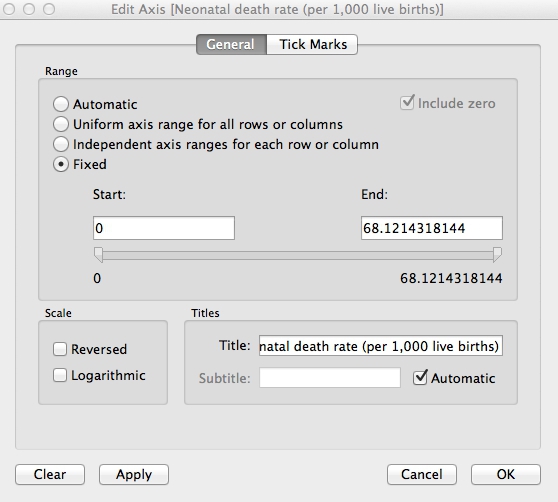 Edit Axis [Neonatal death rate (per 1,000 live births)]
General Tick Marks
Range
Automatic Include zero
Uniform axis range for all rows or columns
Independent axis ranges for each row or column
Fixed
Start: End:
0 68.1214318144
0 68.1214318144
Scale Titles
Reversed Title: natal death rate (per 1,000 live births)
Logarithmic Subtitle: Automatic
Clear Apply Cancel OK